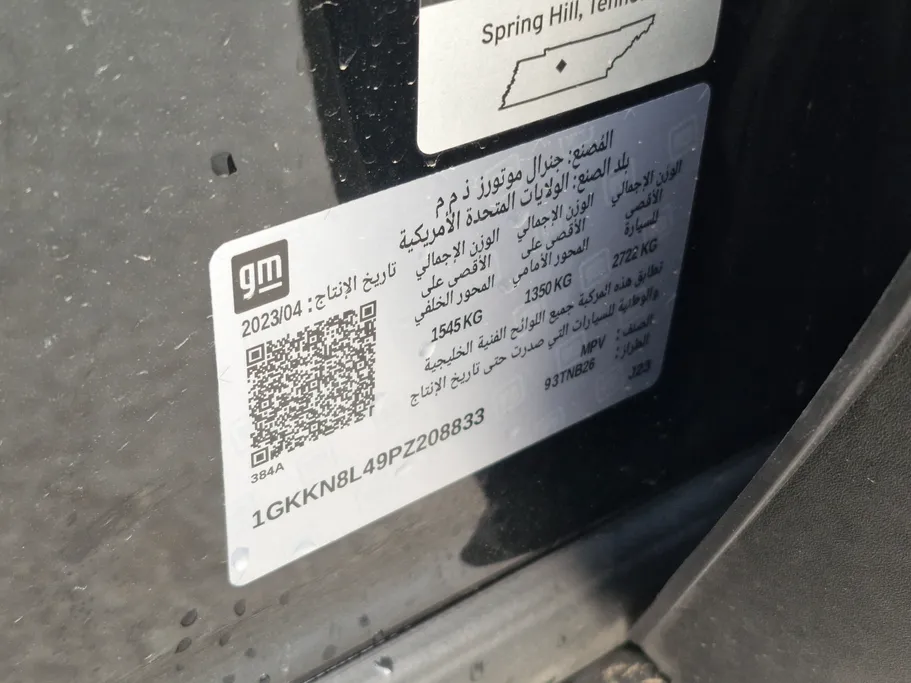 Spring Hill,
المُصنع: جنرال موتورز ذ م م
بلد الصنع: الولايات المتحدة الأمريكية
gm
تاريخ الإنتاج: 2023/04
الوزن الإجمالي الأقصى للسيارة
2722 KG
الوزن الإجمالي الأقصى على المحور الأمامي
1350 KG
الوزن الإجمالي الأقصى على المحور الخلفي
1545 KG
تطابق هذه المركبة جميع اللوائح الفنية الخليجية
والوطنية للسيارات التي صدرت حتى تاريخ الإنتاج
الصنف: MPV
الطراز: 93TNB26
J23
384A
1GKKN8L49PZ208833